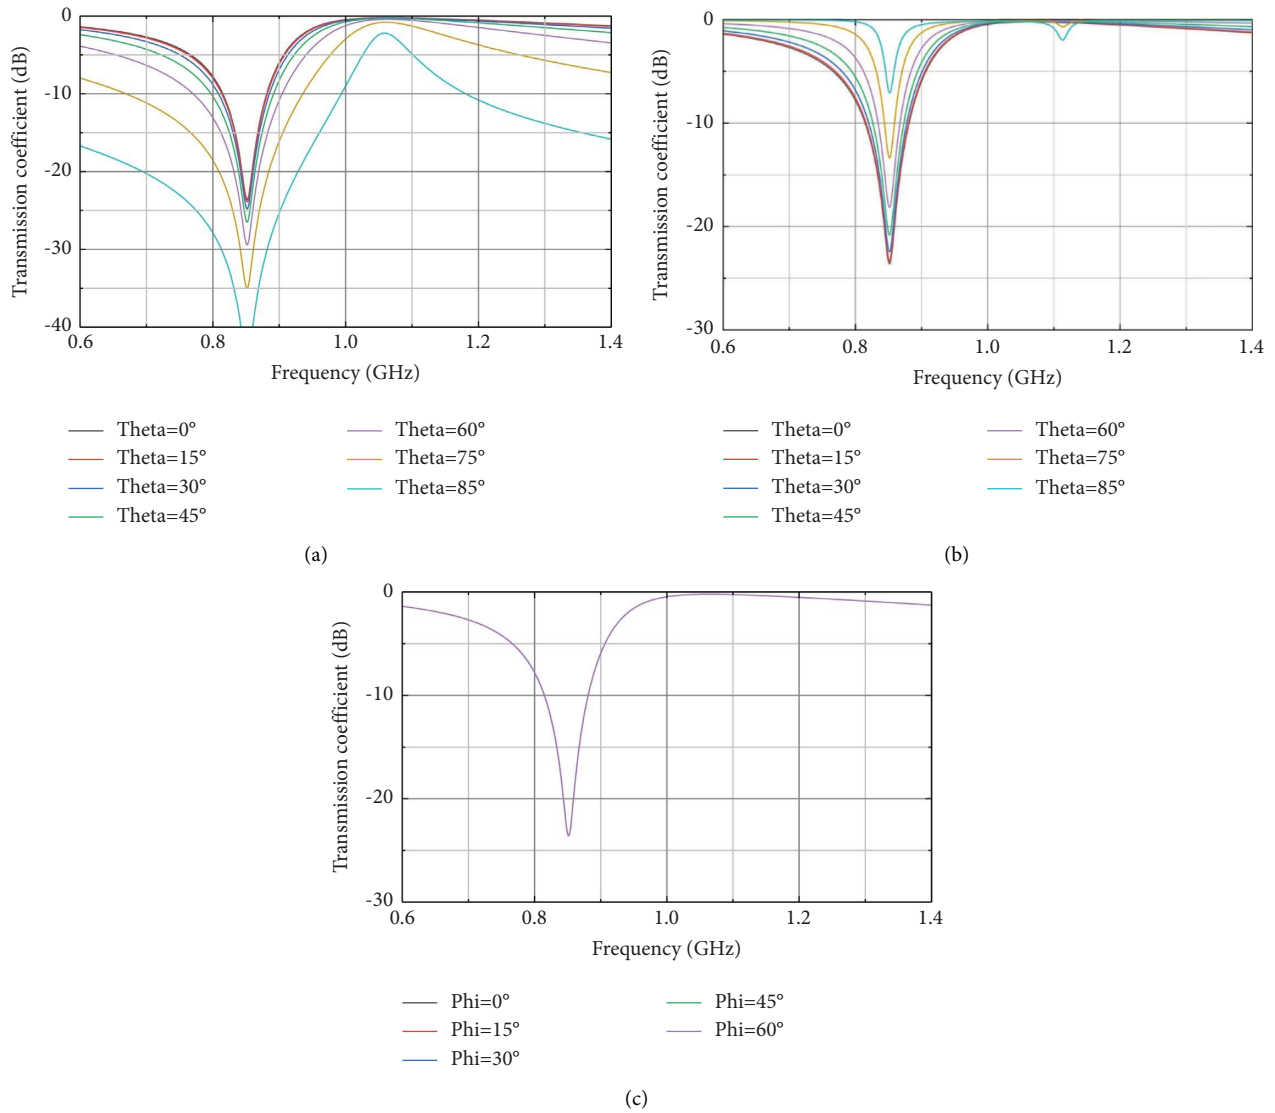 0
-10
-20
-30
-40
0.6 0.8 1.0 1.2 1.4
Transmission coefficient (dB)
Frequency (GHz)
Theta=0° Theta=60°
Theta=15° Theta=75°
Theta=30° Theta=85°
Theta=45°
(a)
0
-10
-20
-30
0.6 0.8 1.0 1.2 1.4
Transmission coefficient (dB)
Frequency (GHz)
Theta=0° Theta=60°
Theta=15° Theta=75°
Theta=30° Theta=85°
Theta=45°
(b)
0
-10
-20
-30
0.6 0.8 1.0 1.2 1.4
Transmission coefficient (dB)
Frequency (GHz)
Phi=0° Phi=45°
Phi=15° Phi=60°
Phi=30°
(c)